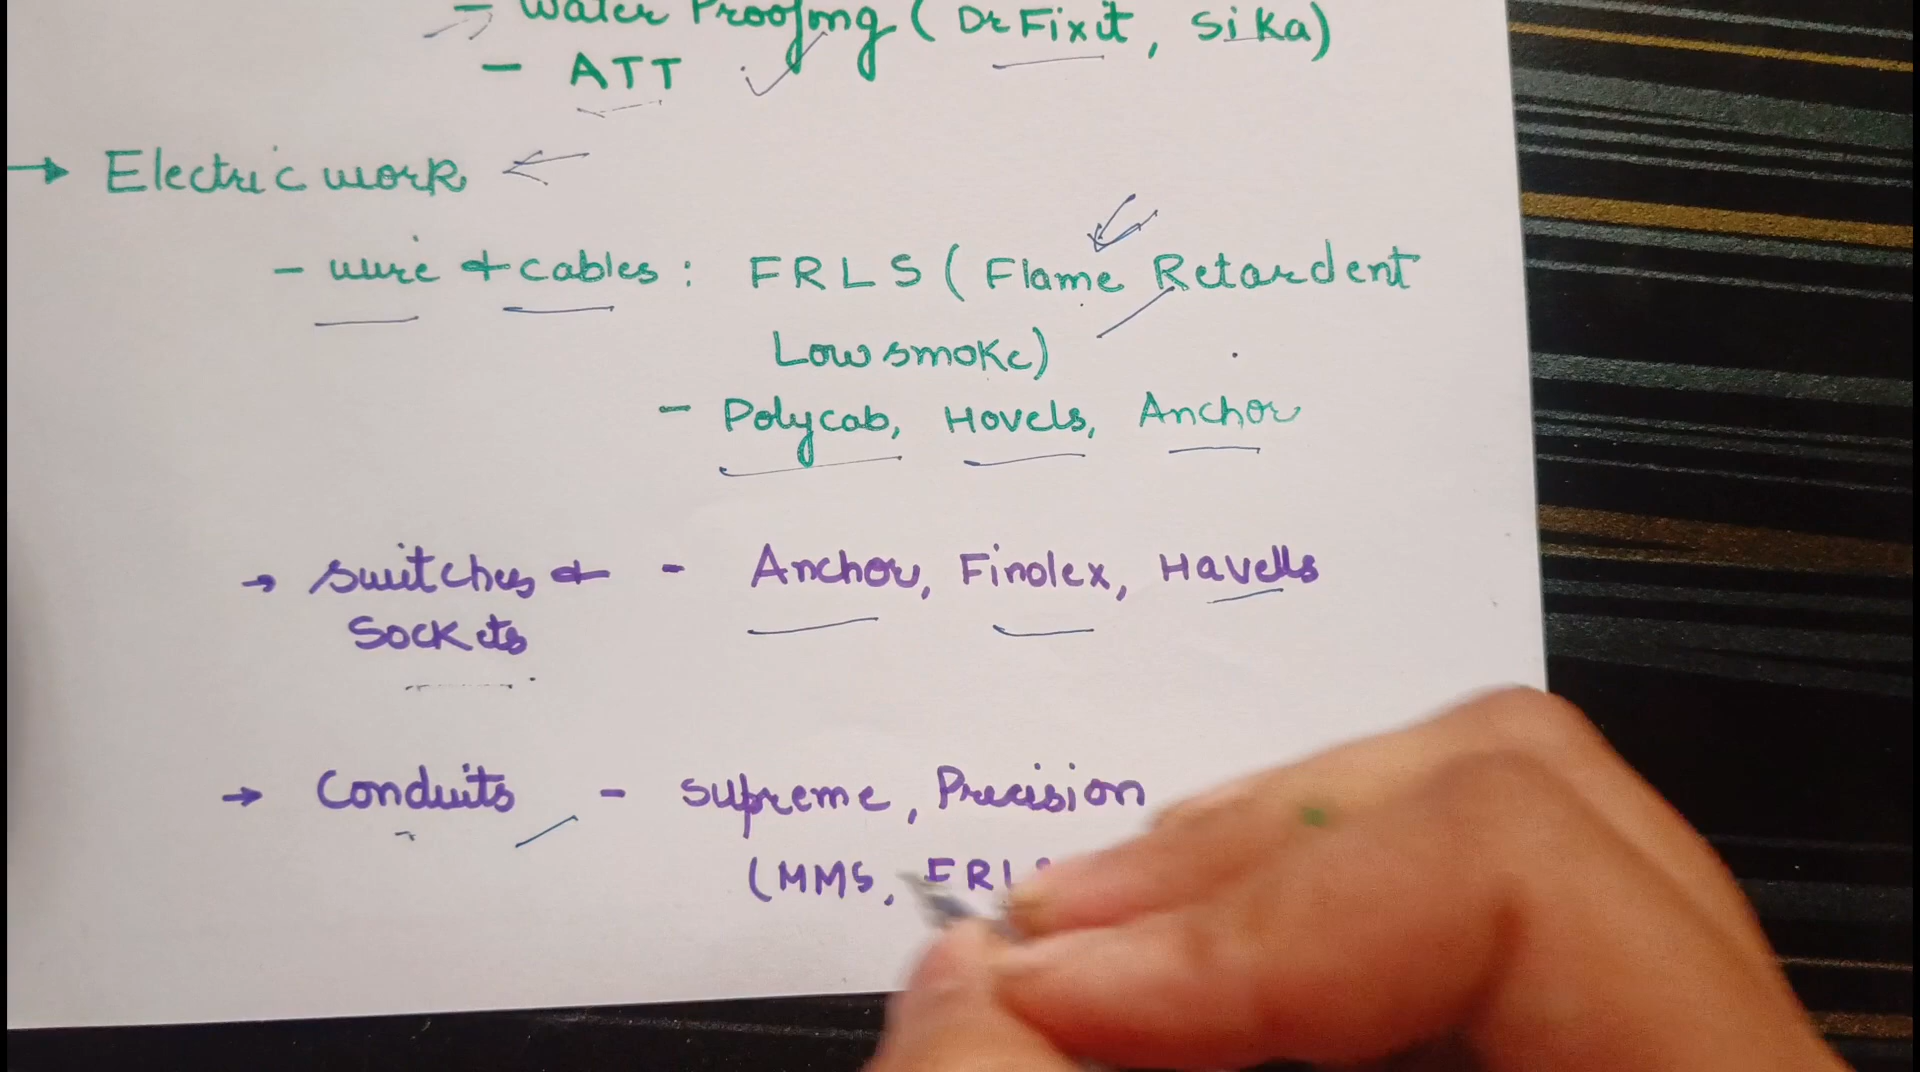 - Water Proofing ( Dr Fixit, Sika)
- ATT
→ Electric work
- wire & cables : FRLS ( Flame Retardent
Low smoke)
- Polycab, Hovels, Anchor
→ switches & - Anchor, Finolex, Havells
Sockets
→ Conduits - supreme, Precision
(MMS, FRL